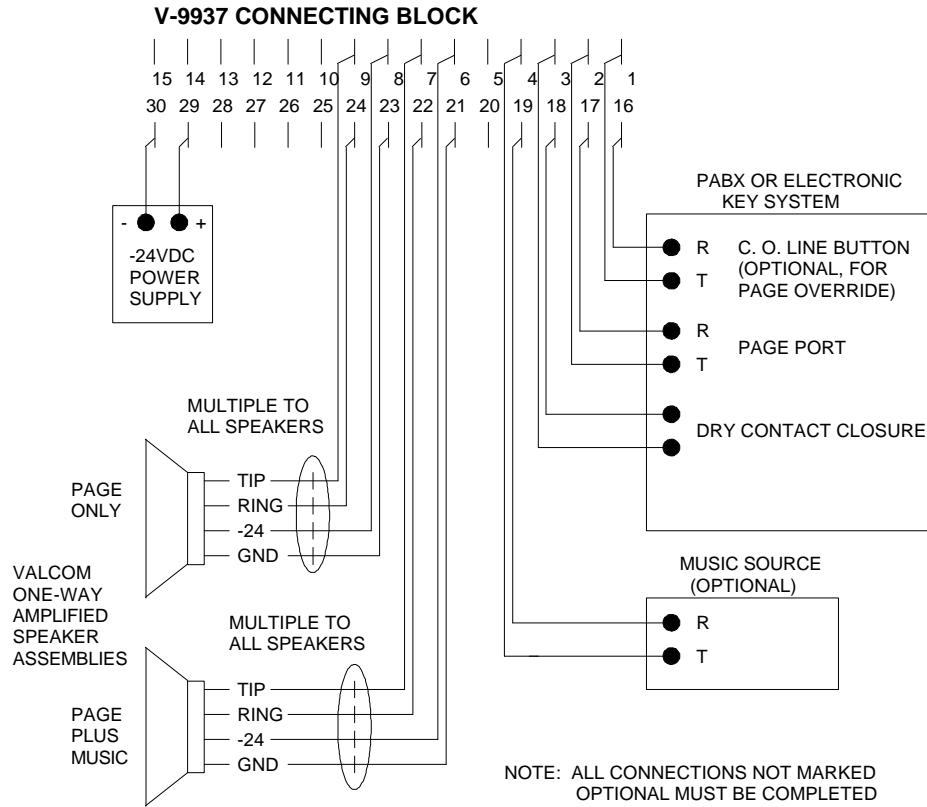 V-9937 CONNECTING BLOCK
15 14 13 12 11 10 9 8 7 6 5 4 3 2 1
30 29 28 27 26 25 24 23 22 21 20 19 18 17 16
- +
-24VDC
POWER
SUPPLY
PABX OR ELECTRONIC
KEY SYSTEM
R
T
C. O. LINE BUTTON
(OPTIONAL, FOR
PAGE OVERRIDE)
R
T
PAGE PORT
DRY CONTACT CLOSURE
MULTIPLE TO
ALL SPEAKERS
PAGE
ONLY
TIP
RING
-24
GND
VALCOM
ONE-WAY
AMPLIFIED
SPEAKER
ASSEMBLIES
MULTIPLE TO
ALL SPEAKERS
PAGE
PLUS
MUSIC
TIP
RING
-24
GND
MUSIC SOURCE
(OPTIONAL)
R
T
NOTE: ALL CONNECTIONS NOT MARKED
OPTIONAL MUST BE COMPLETED